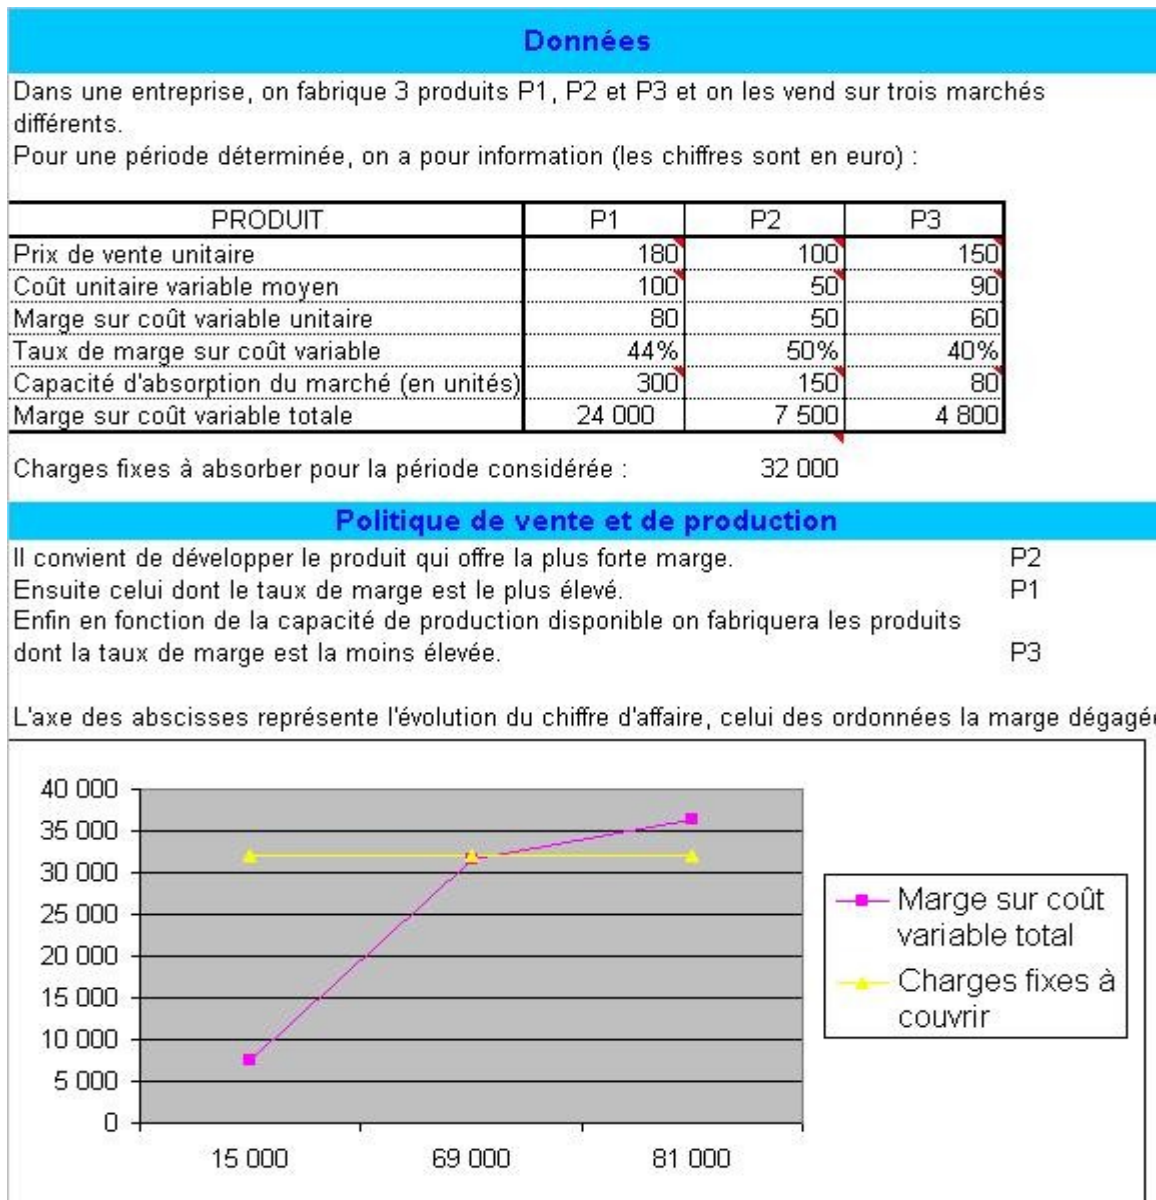 Données
Dans une entreprise, on fabrique 3 produits P1, P2 et P3 et on les vend sur trois marchés
différents.
Pour une période déterminée, on a pour information (les chiffres sont en euro) :
PRODUIT P1 P2 P3
Prix de vente unitaire 180 100 150
Coût unitaire variable moyen 100 50 90
Marge sur coût variable unitaire 80 50 60
Taux de marge sur coût variable 44% 50% 40%
Capacité d'absorption du marché (en unités) 300 150 80
Marge sur coût variable totale 24 000 7 500 4 800
Charges fixes à absorber pour la période considérée : 32 000
Politique de vente et de production
Il convient de développer le produit qui offre la plus forte marge. P2
Ensuite celui dont le taux de marge est le plus élevé. P1
Enfin en fonction de la capacité de production disponible on fabriquera les produits
dont la taux de marge est la moins élevée. P3
L'axe des abscisses représente l'évolution du chiffre d'affaire, celui des ordonnées la marge dégagée
40 000
35 000
30 000
25 000
20 000
15 000
10 000
5 000
0
15 000 69 000 81 000
Marge sur coût
variable total
Charges fixes à
couvrir